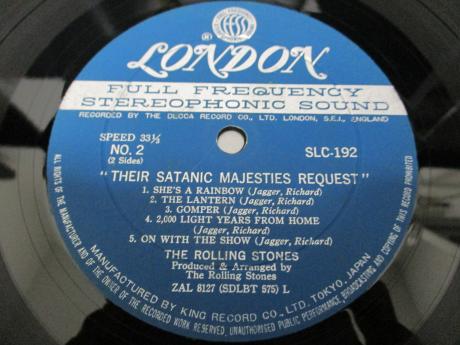 ®
LONDON
FULL FREQUENCY
STEREOPHONIC SOUND
RECORDED BY THE DECCA RECORD CO., LTD. LONDON, S.E.I., ENGLAND
SPEED 33⅓
NO. 2
(2 Sides)
SLC-192
"THEIR SATANIC MAJESTIES REQUEST"
1. SHE'S A RAINBOW (Jagger, Richard)
2. THE LANTERN (Jagger, Richard)
3. GOMPER (Jagger, Richard)
4. 2,000 LIGHT YEARS FROM HOME
(Jagger, Richard)
5. ON WITH THE SHOW (Jagger, Richard)
THE ROLLING STONES
Produced & Arranged by
The Rolling Stones
ZAL 8127 (SDLBT 575) L
MANUFACTURED BY KING RECORD CO., LTD. TOKYO, JAPAN
ALL RIGHTS OF THE MANUFACTURER AND OF THE OWNER OF THE RECORDED WORK RESERVED, UNAUTHORISED PUBLIC PERFORMANCE, BROADCASTING AND COPYING OF THIS RECORD PROHIBITED